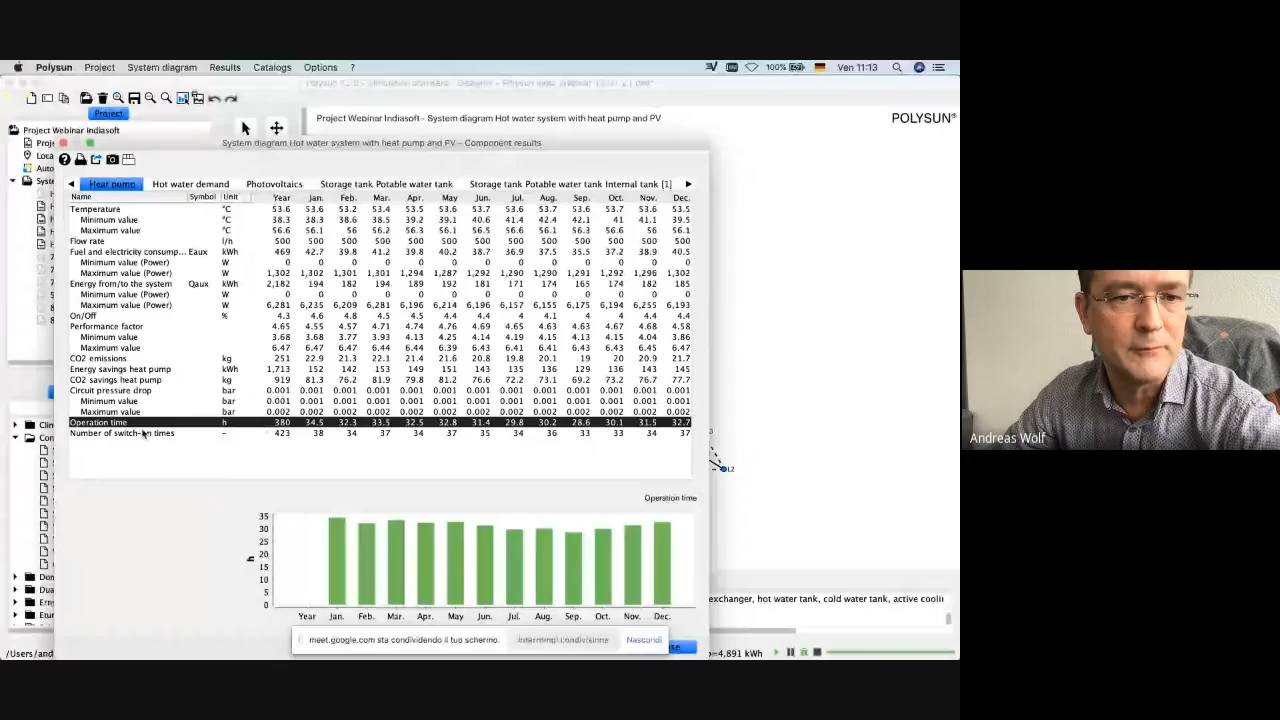 Polysun Project System diagram Results Catalogs Options ? 100% Ven 11:13
Project
Project Webinar Indiasoft - System diagram Hot water system with heat pump and PV
POLYSUN®
Project Webinar Indiasoft
System diagram Hot water system with heat pump and PV - Component results
Heat pump Hot water demand Photovoltaics Storage tank Potable water tank Storage tank Potable water tank Internal tank [1]
Name Symbol Unit Year Jan. Feb. Mar. Apr. May Jun. Jul. Aug. Sep. Oct. Nov. Dec.
Temperature °C 53.6 53.6 53.2 53.4 53.5 53.6 53.7 53.6 53.7 53.6 53.7 53.6 53.5
Minimum value °C 38.3 38.3 38.6 38.5 39.2 39.1 40.6 41.4 42.4 42.1 41 41.1 39.5
Maximum value °C 56.6 56.1 56 56.2 56.3 56.1 56.5 56.6 56.1 56.3 56.6 56 56.1
Flow rate l/h 500 500 500 500 500 500 500 500 500 500 500 500 500
Fuel and electricity consump... Eaux kWh 469 42.7 39.8 41.2 39.8 40.2 38.7 36.9 37.5 35.5 37.2 38.9 40.5
Minimum value (Power) W 0 0 0 0 0 0 0 0 0 0 0 0 0
Maximum value (Power) W 1,302 1,302 1,301 1,301 1,294 1,287 1,292 1,290 1,290 1,291 1,292 1,296 1,302
Energy from/to the system Qaux kWh 2,182 194 182 194 189 192 181 171 174 165 174 182 185
Minimum value (Power) W 0 0 0 0 0 0 0 0 0 0 0 0 0
Maximum value (Power) W 6,281 6,235 6,209 6,281 6,196 6,214 6,196 6,157 6,155 6,175 6,194 6,255 6,193
On/Off % 4.3 4.6 4.8 4.5 4.5 4.4 4.4 4 4.1 4 4 4.4 4.4
Performance factor 4.65 4.55 4.57 4.71 4.74 4.76 4.69 4.65 4.63 4.63 4.67 4.68 4.58
Minimum value 3.68 3.68 3.77 3.93 4.13 4.25 4.14 4.19 4.15 4.13 4.15 4.04 3.86
Maximum value 6.47 6.47 6.47 6.44 6.44 6.39 6.43 6.41 6.41 6.43 6.43 6.45 6.47
CO2 emissions kg 251 22.9 21.3 22.1 21.4 21.6 20.8 19.8 20.1 19 20 20.9 21.7
Energy savings heat pump kWh 1,713 152 142 153 149 151 143 135 136 129 136 143 145
CO2 savings heat pump kg 919 81.3 76.2 81.9 79.8 81.2 76.6 72.2 73.1 69.2 73.2 76.7 77.7
Circuit pressure drop bar 0.001 0.001 0.001 0.001 0.001 0.001 0.001 0.001 0.001 0.001 0.001 0.001 0.001
Minimum value bar 0.001 0.001 0.001 0.001 0.001 0.001 0.001 0.001 0.001 0.001 0.001 0.001 0.001
Maximum value bar 0.002 0.002 0.002 0.002 0.002 0.002 0.002 0.002 0.002 0.002 0.002 0.002 0.002
Operation time h 380 34.5 32.3 33.5 32.5 32.8 31.4 29.8 30.2 28.6 30.1 31.5 32.7
Number of switch-on times - 423 38 34 37 34 37 35 34 36 33 33 34 37
Andreas Wolf
L2
Operation time
35
30
25
20
15
10
5
0
h
Year Jan. Feb. Mar. Apr. May Jun. Jul. Aug. Sep. Oct. Nov. Dec.
exchanger, hot water tank, cold water tank, active coolin
meet.google.com sta condividendo il tuo schermo. Interrompi condivisione Nascondi
/Users/and
=4,891 kWh